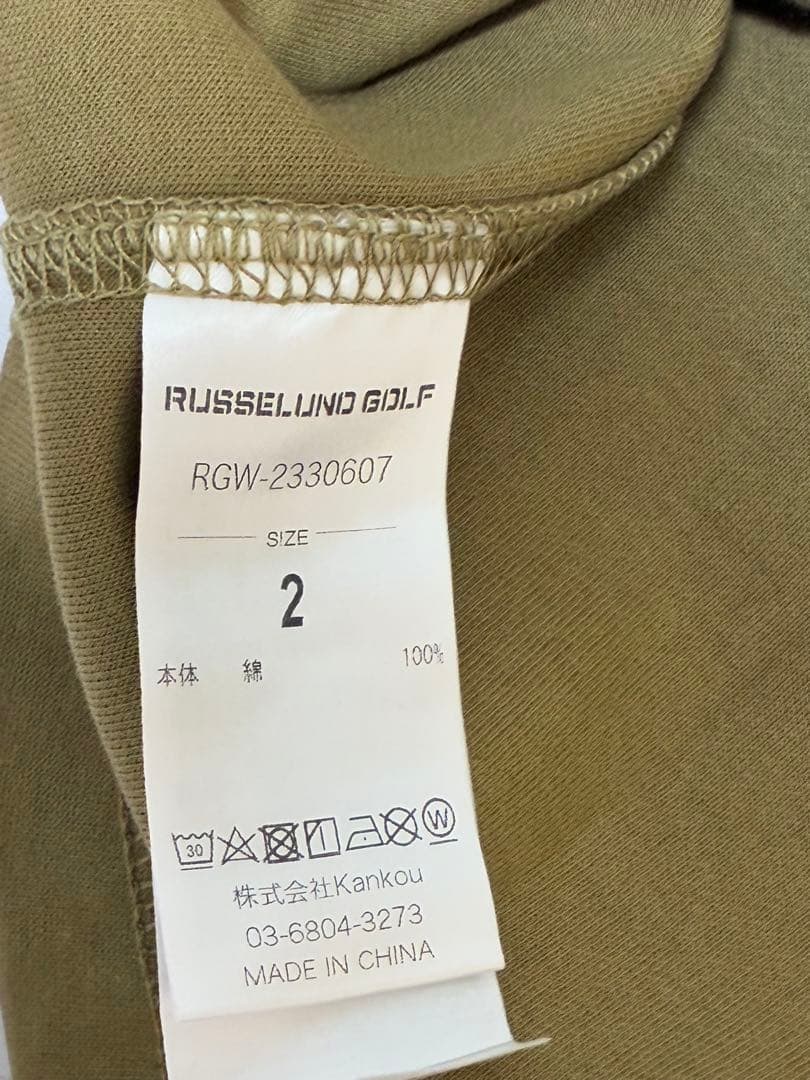 RUSSELUNO GOLF
RGW-2330607
SIZE
2
本体 綿 100%
30 W
株式会社Kankou
03-6804-3273
MADE IN CHINA